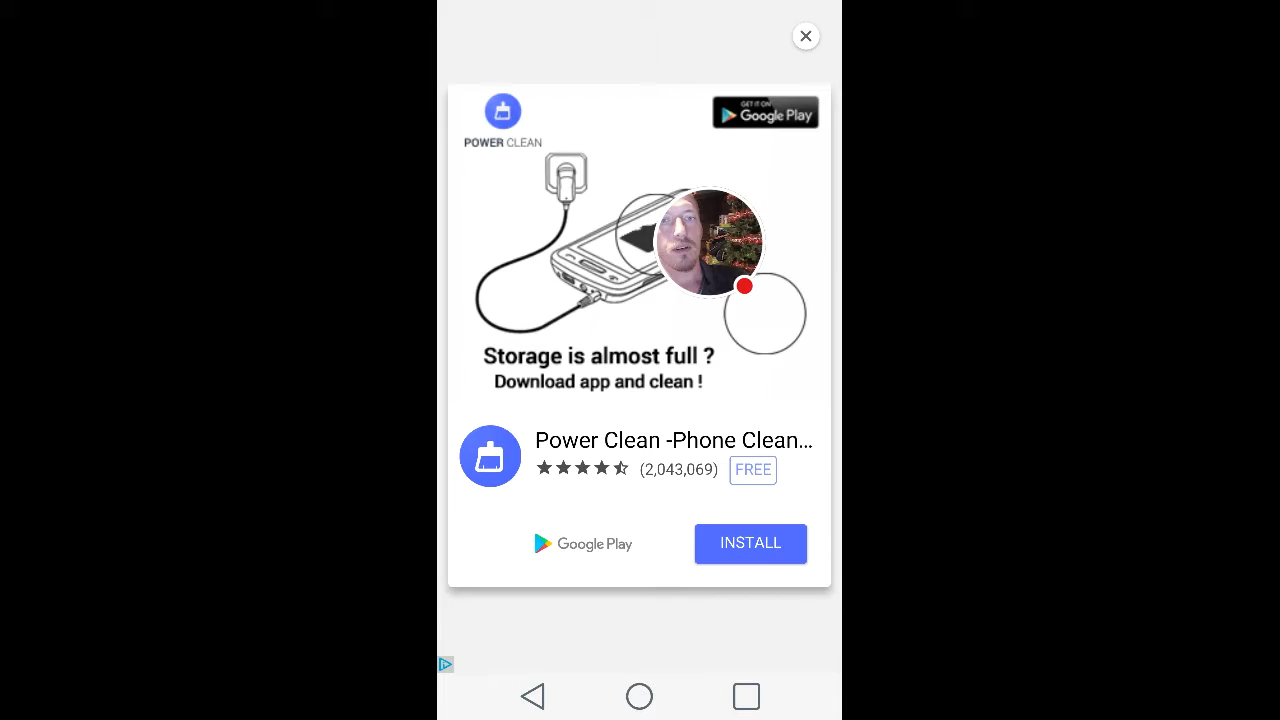 GET IT ON
Google Play
POWER CLEAN
Storage is almost full ?
Download app and clean !
Power Clean -Phone Clean...
(2,043,069)
FREE
Google Play
INSTALL